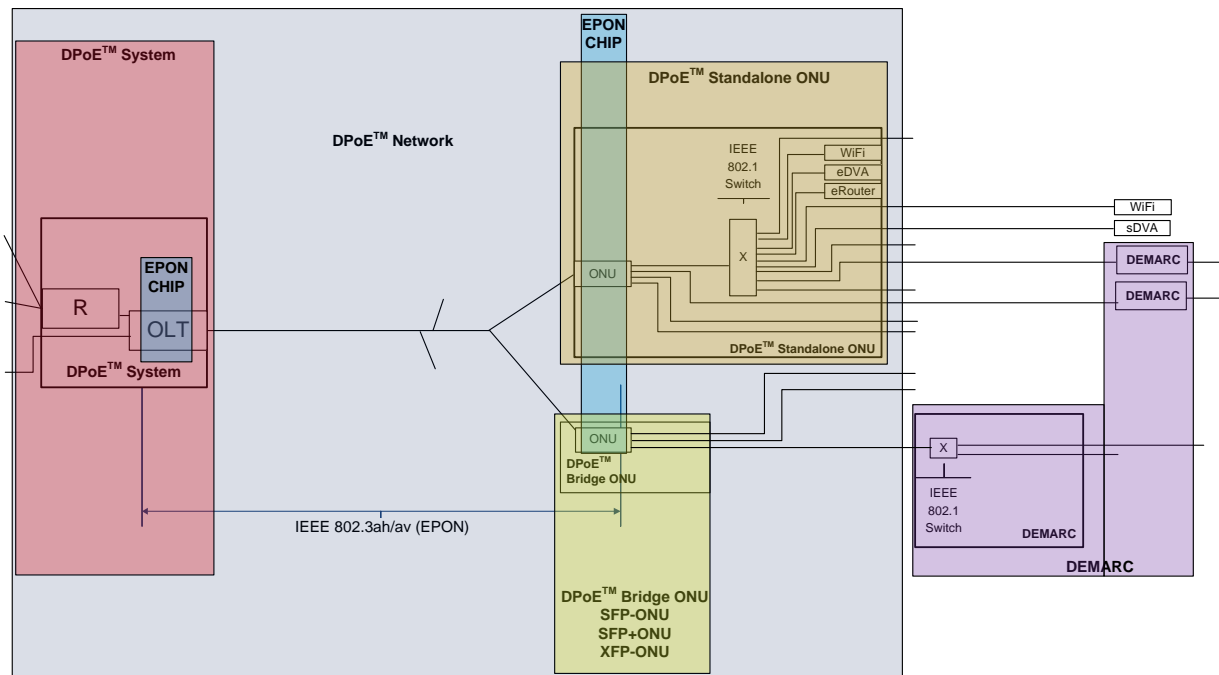 DPoE™ System
EPON
CHIP
DPoE™ Standalone ONU
DPoE™ Network
IEEE
802.1
Switch
WiFi
eDVA
eRouter
X
ONU
DPoE™ Standalone ONU
WiFi
sDVA
DEMARC
DEMARC
EPON
CHIP
R
OLT
DPoE™ System
ONU
DPoE™
Bridge ONU
IEEE 802.3ah/av (EPON)
X
IEEE
802.1
Switch
DEMARC
DEMARC
DPoE™ Bridge ONU
SFP-ONU
SFP+ONU
XFP-ONU